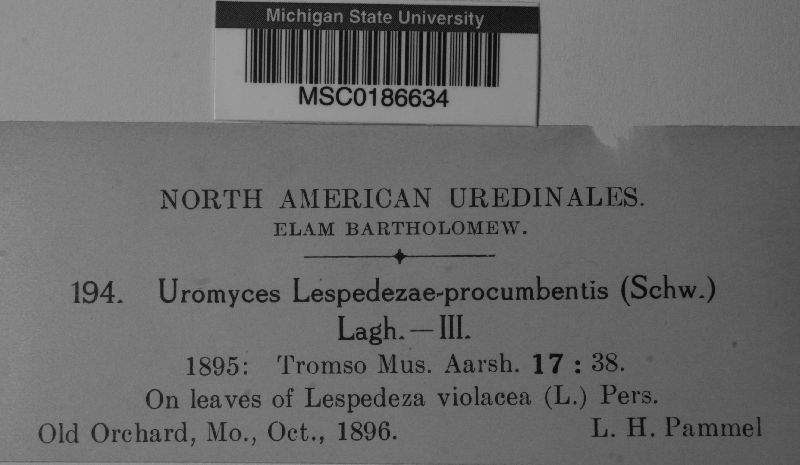 Michigan State University
MSC0186634
NORTH AMERICAN UREDINALES.
ELAM BARTHOLOMEW.
194. Uromyces Lespedezae-procumbentis (Schw.)
Lagh.—III.
1895: Tromso Mus. Aarsh. 17 : 38.
On leaves of Lespedeza violacea (L.) Pers.
Old Orchard, Mo., Oct., 1896. L. H. Pammel